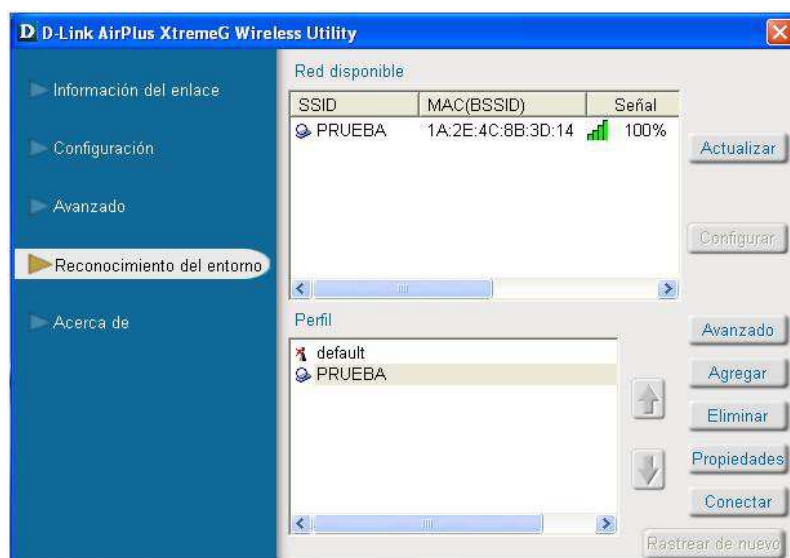 D D-Link AirPlus XtremeG Wireless Utility
Información del enlace
Configuración
Avanzado
Reconocimiento del entorno
Acerca de
Red disponible
SSID MAC(BSSID) Señal
PRUEBA 1A:2E:4C:8B:3D:14 100%
Actualizar
Configurar
Perfil
default
PRUEBA
Avanzado
Agregar
Eliminar
Propiedades
Conectar
Rastrear de nuevo